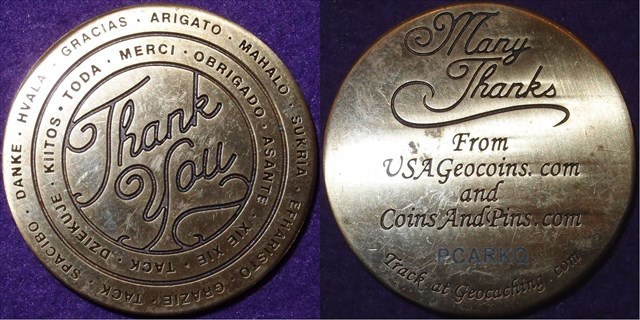 DANKE · HVALA · GRACIAS · ARIGATO · MAHALO · SUKRIA · EFHARISTO · GRAZIE · TACK · SPACIBO ·
KIITOS · TODA · MERCI · OBRIGADO · ASANTE · XIE XIE · TACK · DZIEKUJE ·
Thank
You
Many
Thanks
From
USAGeocoins.com
and
CoinsAndPins.com
PCARKQ
Track at Geocaching.com